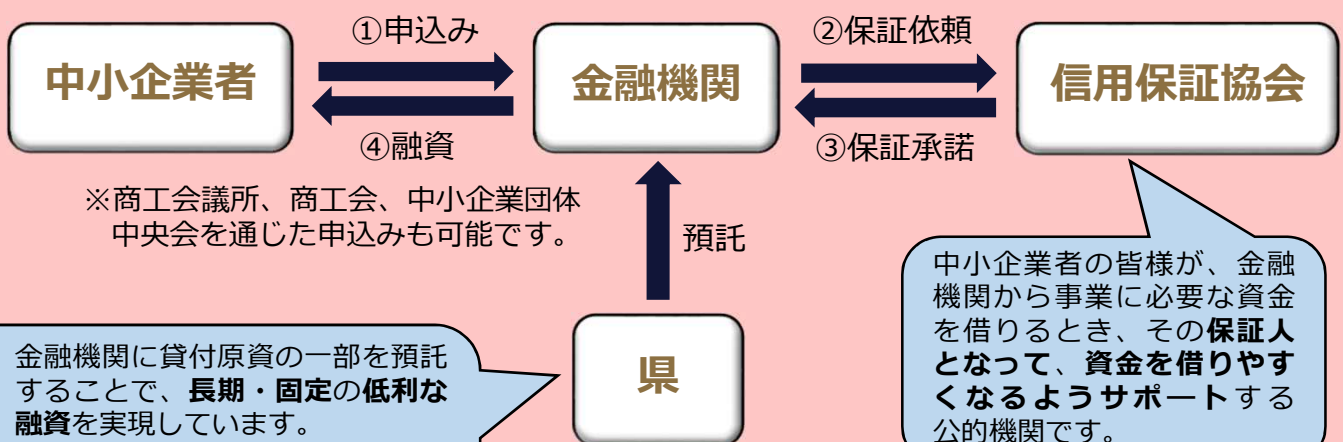 ①申込み
②保証依頼
中小企業者
金融機関
信用保証協会
④融資
③保証承諾
※商工会議所、商工会、中小企業団体
中央会を通じた申込みも可能です。
預託
中小企業者の皆様が、金融
機関から事業に必要な資金
を借りるとき、その保証人
となって、資金を借りやす
くなるようサポートする
公的機関です。
金融機関に貸付原資の一部を預託
することで、長期・固定の低利な
融資を実現しています。
県